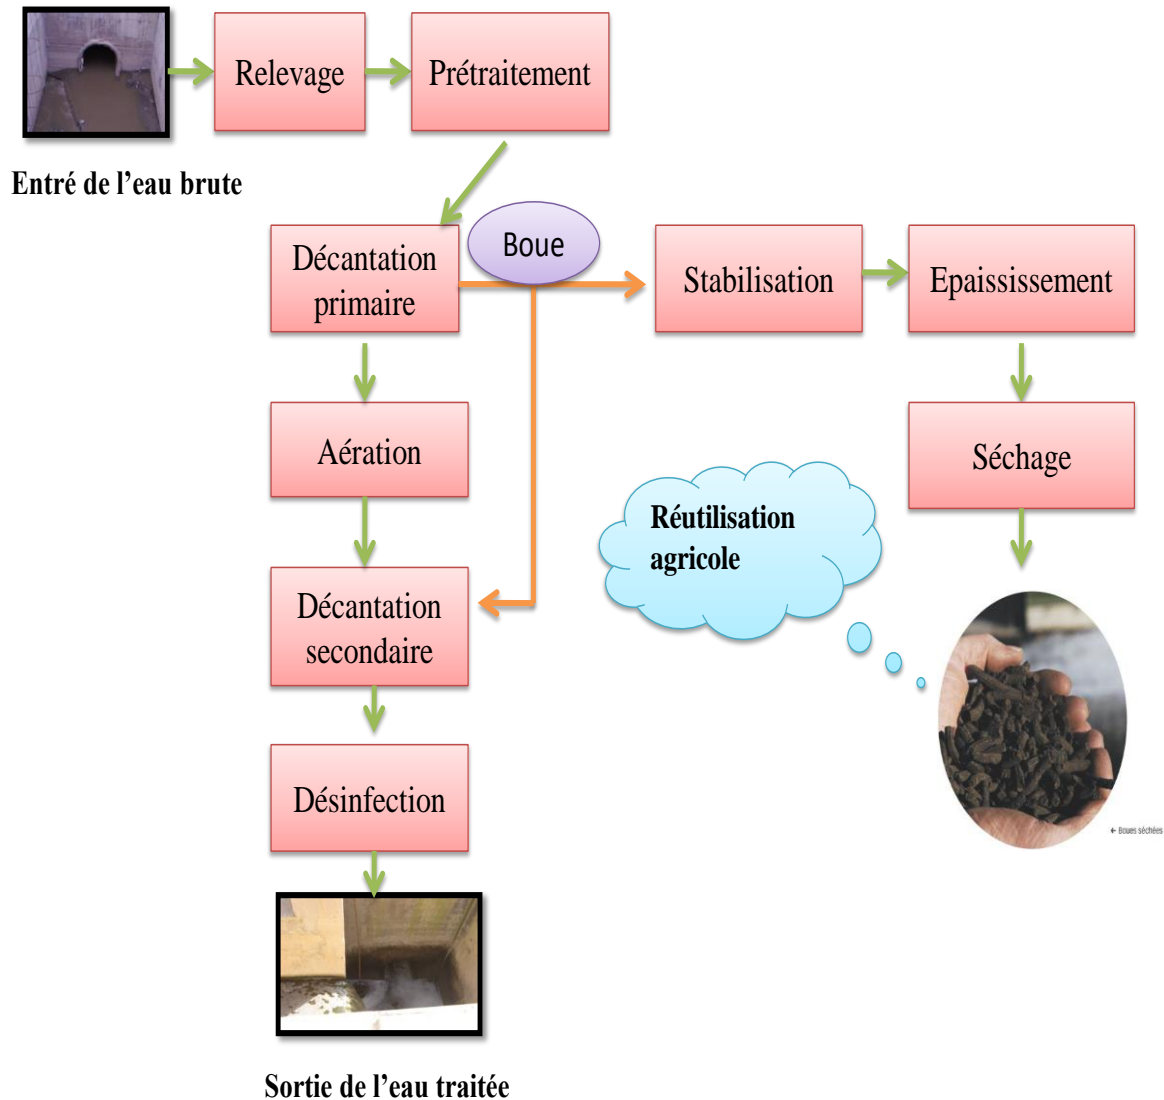 Relevage
Prétraitement
Entré de l’eau brute
Décantation
primaire
Boue
Stabilisation
Epaississement
Aération
Séchage
Réutilisation
agricole
Décantation
secondaire
Désinfection
← Boues séchées
Sortie de l’eau traitée